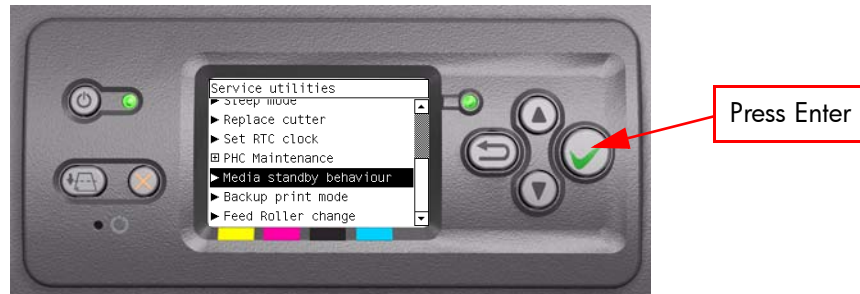 Service utilities
► Sleep mode
► Replace cutter
► Set RTC clock
⊞ PHC Maintenance
► Media standby behaviour
► Backup print mode
► Feed Roller change
Press Enter